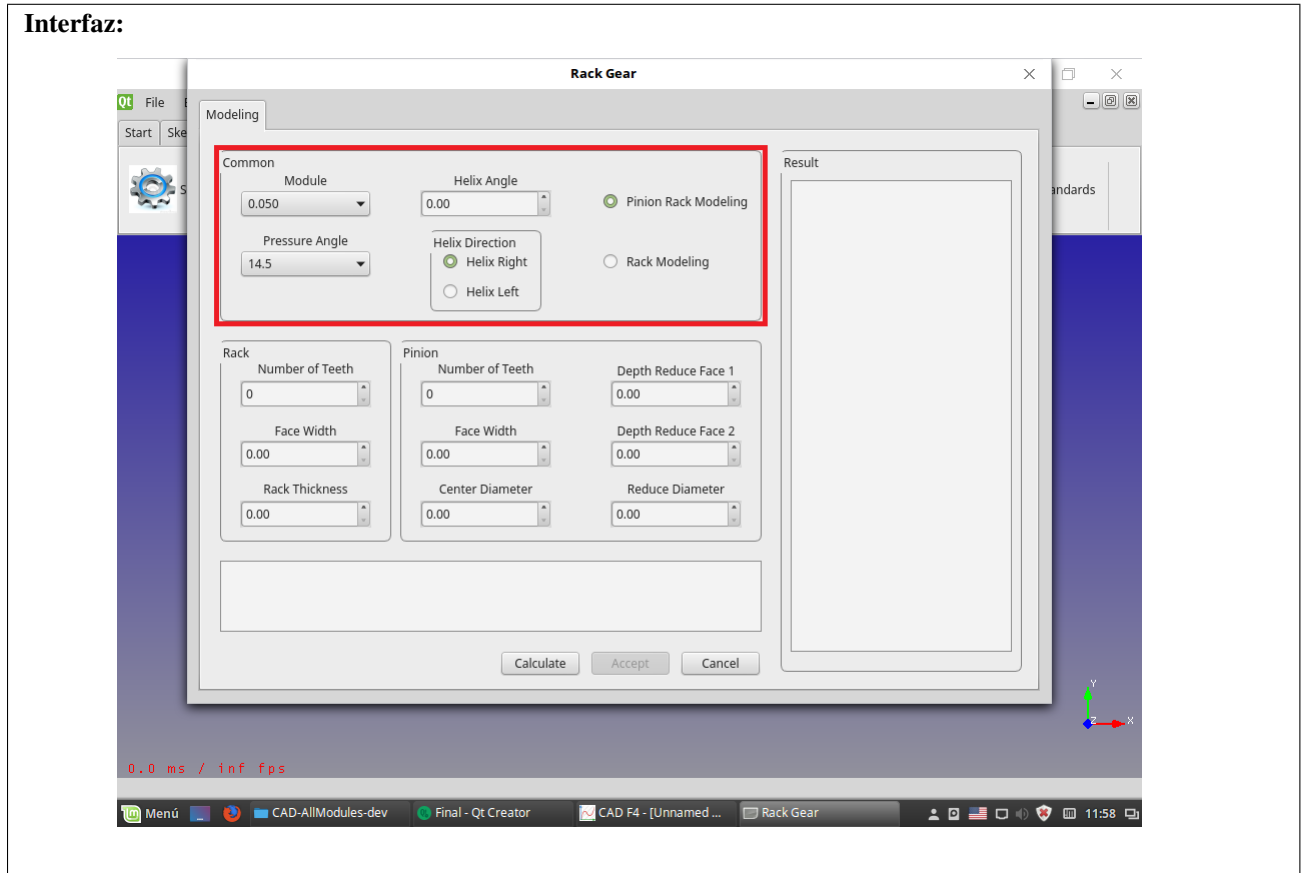 Interfaz:
Rack Gear
Qt File
Modeling
Start Ske
Common
Module
Helix Angle
0.050
0.00
Pinion Rack Modeling
Pressure Angle
Helix Direction
14.5
Helix Right
Rack Modeling
Helix Left
Result
andards
Rack
Number of Teeth
0
Face Width
0.00
Rack Thickness
0.00
Pinion
Number of Teeth
Depth Reduce Face 1
0
0.00
Face Width
Depth Reduce Face 2
0.00
0.00
Center Diameter
Reduce Diameter
0.00
0.00
Calculate
Accept
Cancel
Y
Z
X
0.0 ms / inf fps
Menú
CAD-AllModules-dev
Final - Qt Creator
CAD F4 - [Unnamed ...
Rack Gear
11:58